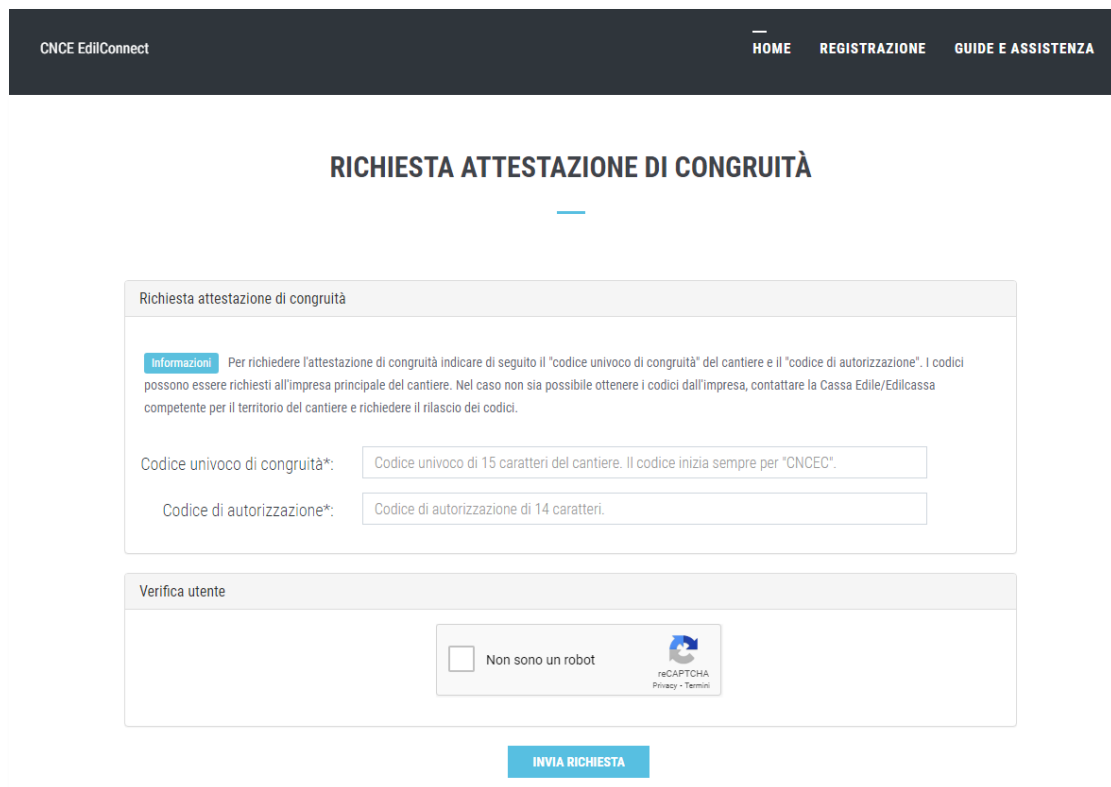 CNCE EdilConnect
HOME REGISTRAZIONE GUIDE E ASSISTENZA
RICHIESTA ATTESTAZIONE DI CONGRUITÀ
Richiesta attestazione di congruità
Informazioni Per richiedere l'attestazione di congruità indicare di seguito il "codice univoco di congruità" del cantiere e il "codice di autorizzazione". I codici
possono essere richiesti all'impresa principale del cantiere. Nel caso non sia possibile ottenere i codici dall'impresa, contattare la Cassa Edile/Edilcassa
competente per il territorio del cantiere e richiedere il rilascio dei codici.
Codice univoco di congruità*: Codice univoco di 15 caratteri del cantiere. Il codice inizia sempre per "CNCEC".
Codice di autorizzazione*: Codice di autorizzazione di 14 caratteri.
Verifica utente
Non sono un robot
reCAPTCHA
Privacy - Termini
INVIA RICHIESTA